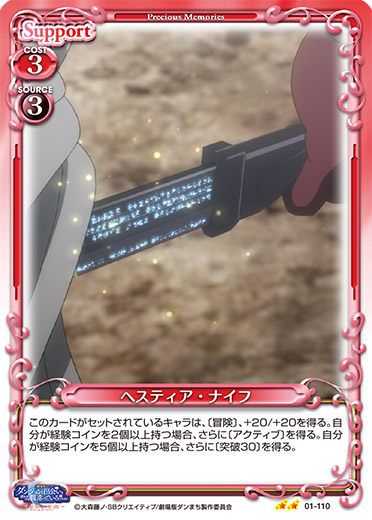 Precious Memories
Support
COST
3
SOURCE
3
ヘスティア・ナイフ
このカードがセットされているキャラは、〔冒険〕、+20/+20を得る。自
分が経験コインを2個以上持つ場合、さらに〔アクティブ〕を得る。自分
が経験コインを5個以上持つ場合、さらに〔突破30〕を得る。
©大森藤ノ・SBクリエイティブ/劇場版ダンまち製作委員会
★★ 01-110